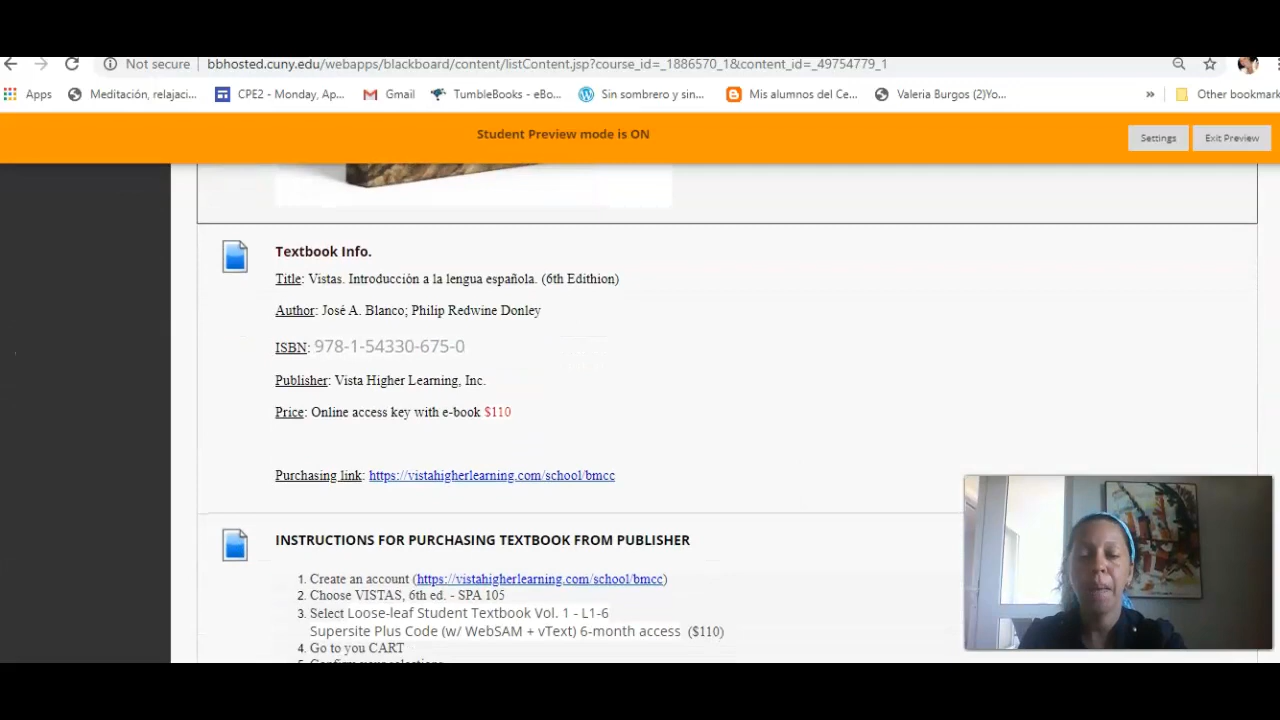 Not secure bbhosted.cuny.edu/webapps/blackboard/content/listContent.jsp?course_id=_1886570_1&content_id=_49754779_1
Apps Meditación, relajaci... CPE2 - Monday, Ap... Gmail TumbleBooks - eBo... Sin sombrero y sin... Mis alumnos del Ce... Valeria Burgos (2)Yo... » Other bookmark
Student Preview mode is ON
Settings Exit Preview
Textbook Info.
Title: Vistas. Introducción a la lengua española. (6th Edithion)
Author: José A. Blanco; Philip Redwine Donley
ISBN: 978-1-54330-675-0
Publisher: Vista Higher Learning, Inc.
Price: Online access key with e-book $110
Purchasing link: https://vistahigherlearning.com/school/bmcc
INSTRUCTIONS FOR PURCHASING TEXTBOOK FROM PUBLISHER
1. Create an account (https://vistahigherlearning.com/school/bmcc)
2. Choose VISTAS, 6th ed. - SPA 105
3. Select Loose-leaf Student Textbook Vol. 1 - L1-6
Supersite Plus Code (w/ WebSAM + vText) 6-month access ($110)
4. Go to you CART